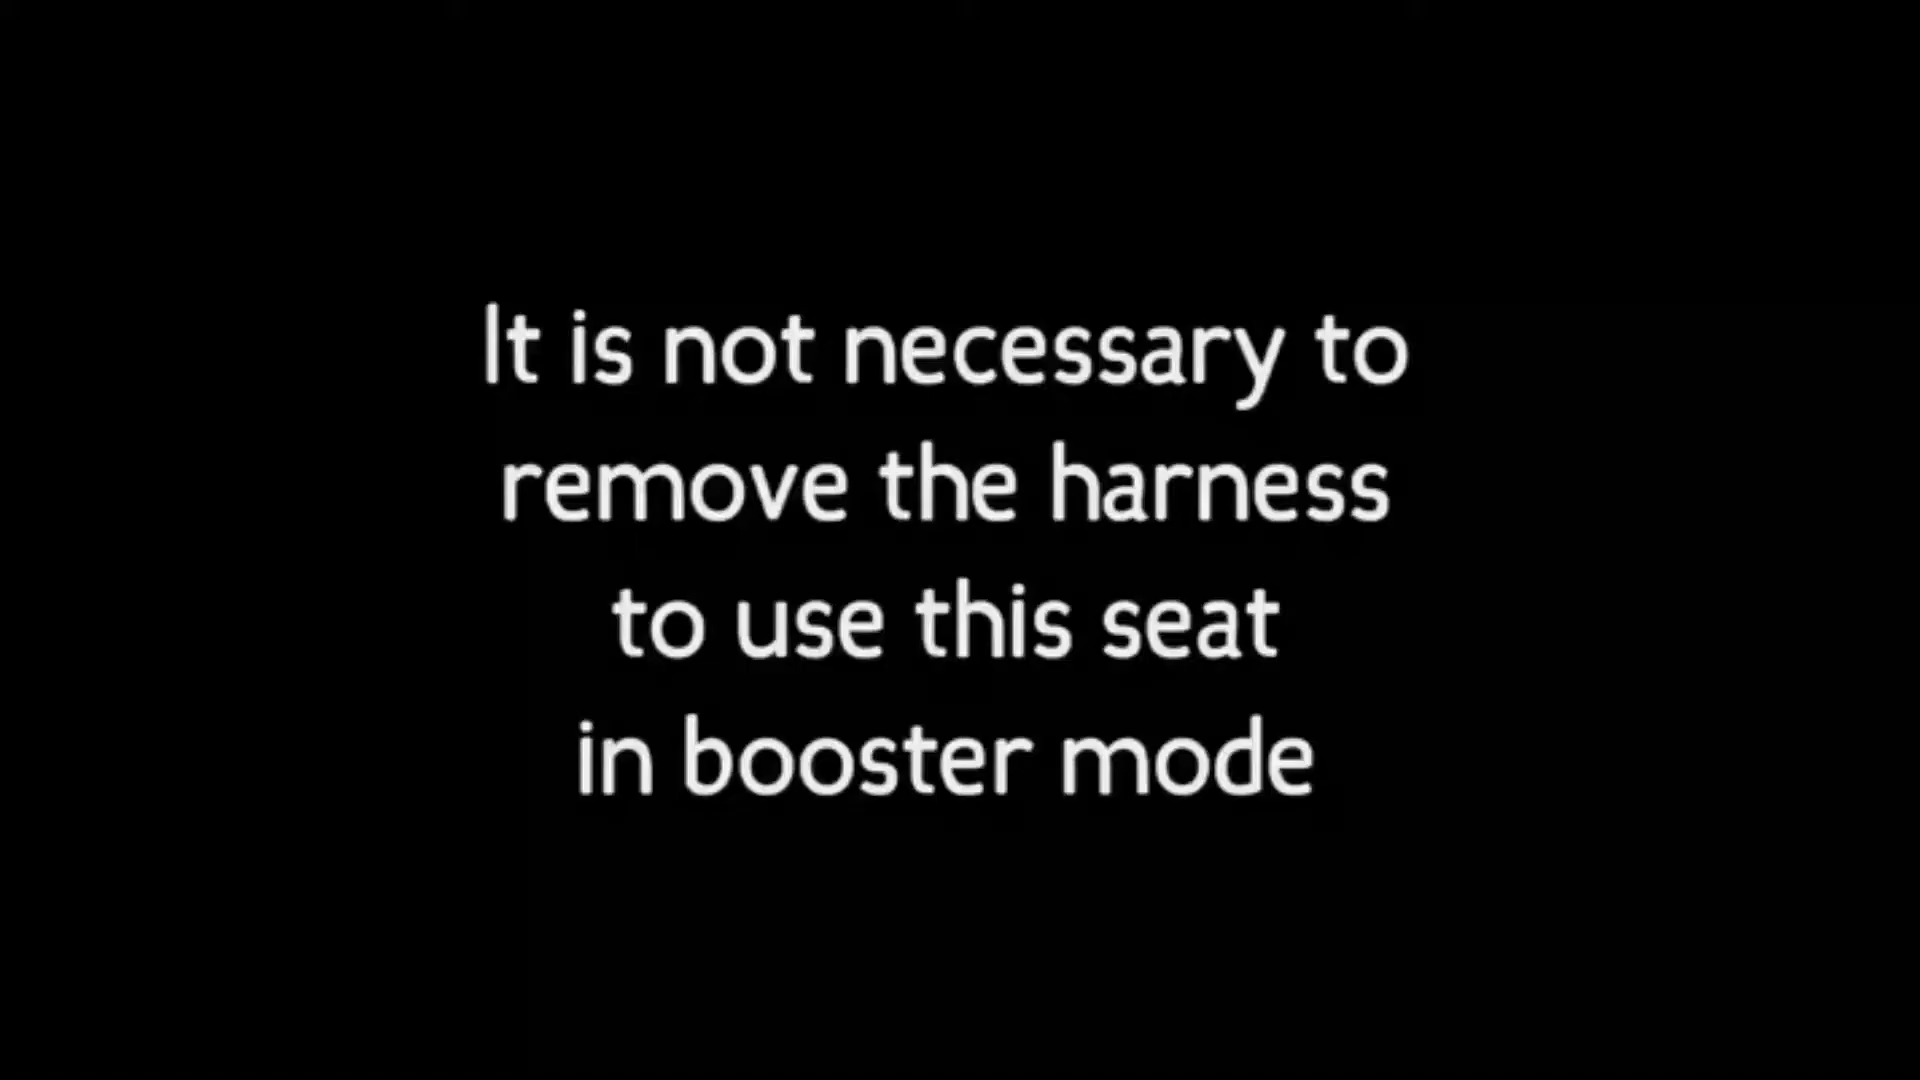 It is not necessary to
remove the harness
to use this seat
in booster mode